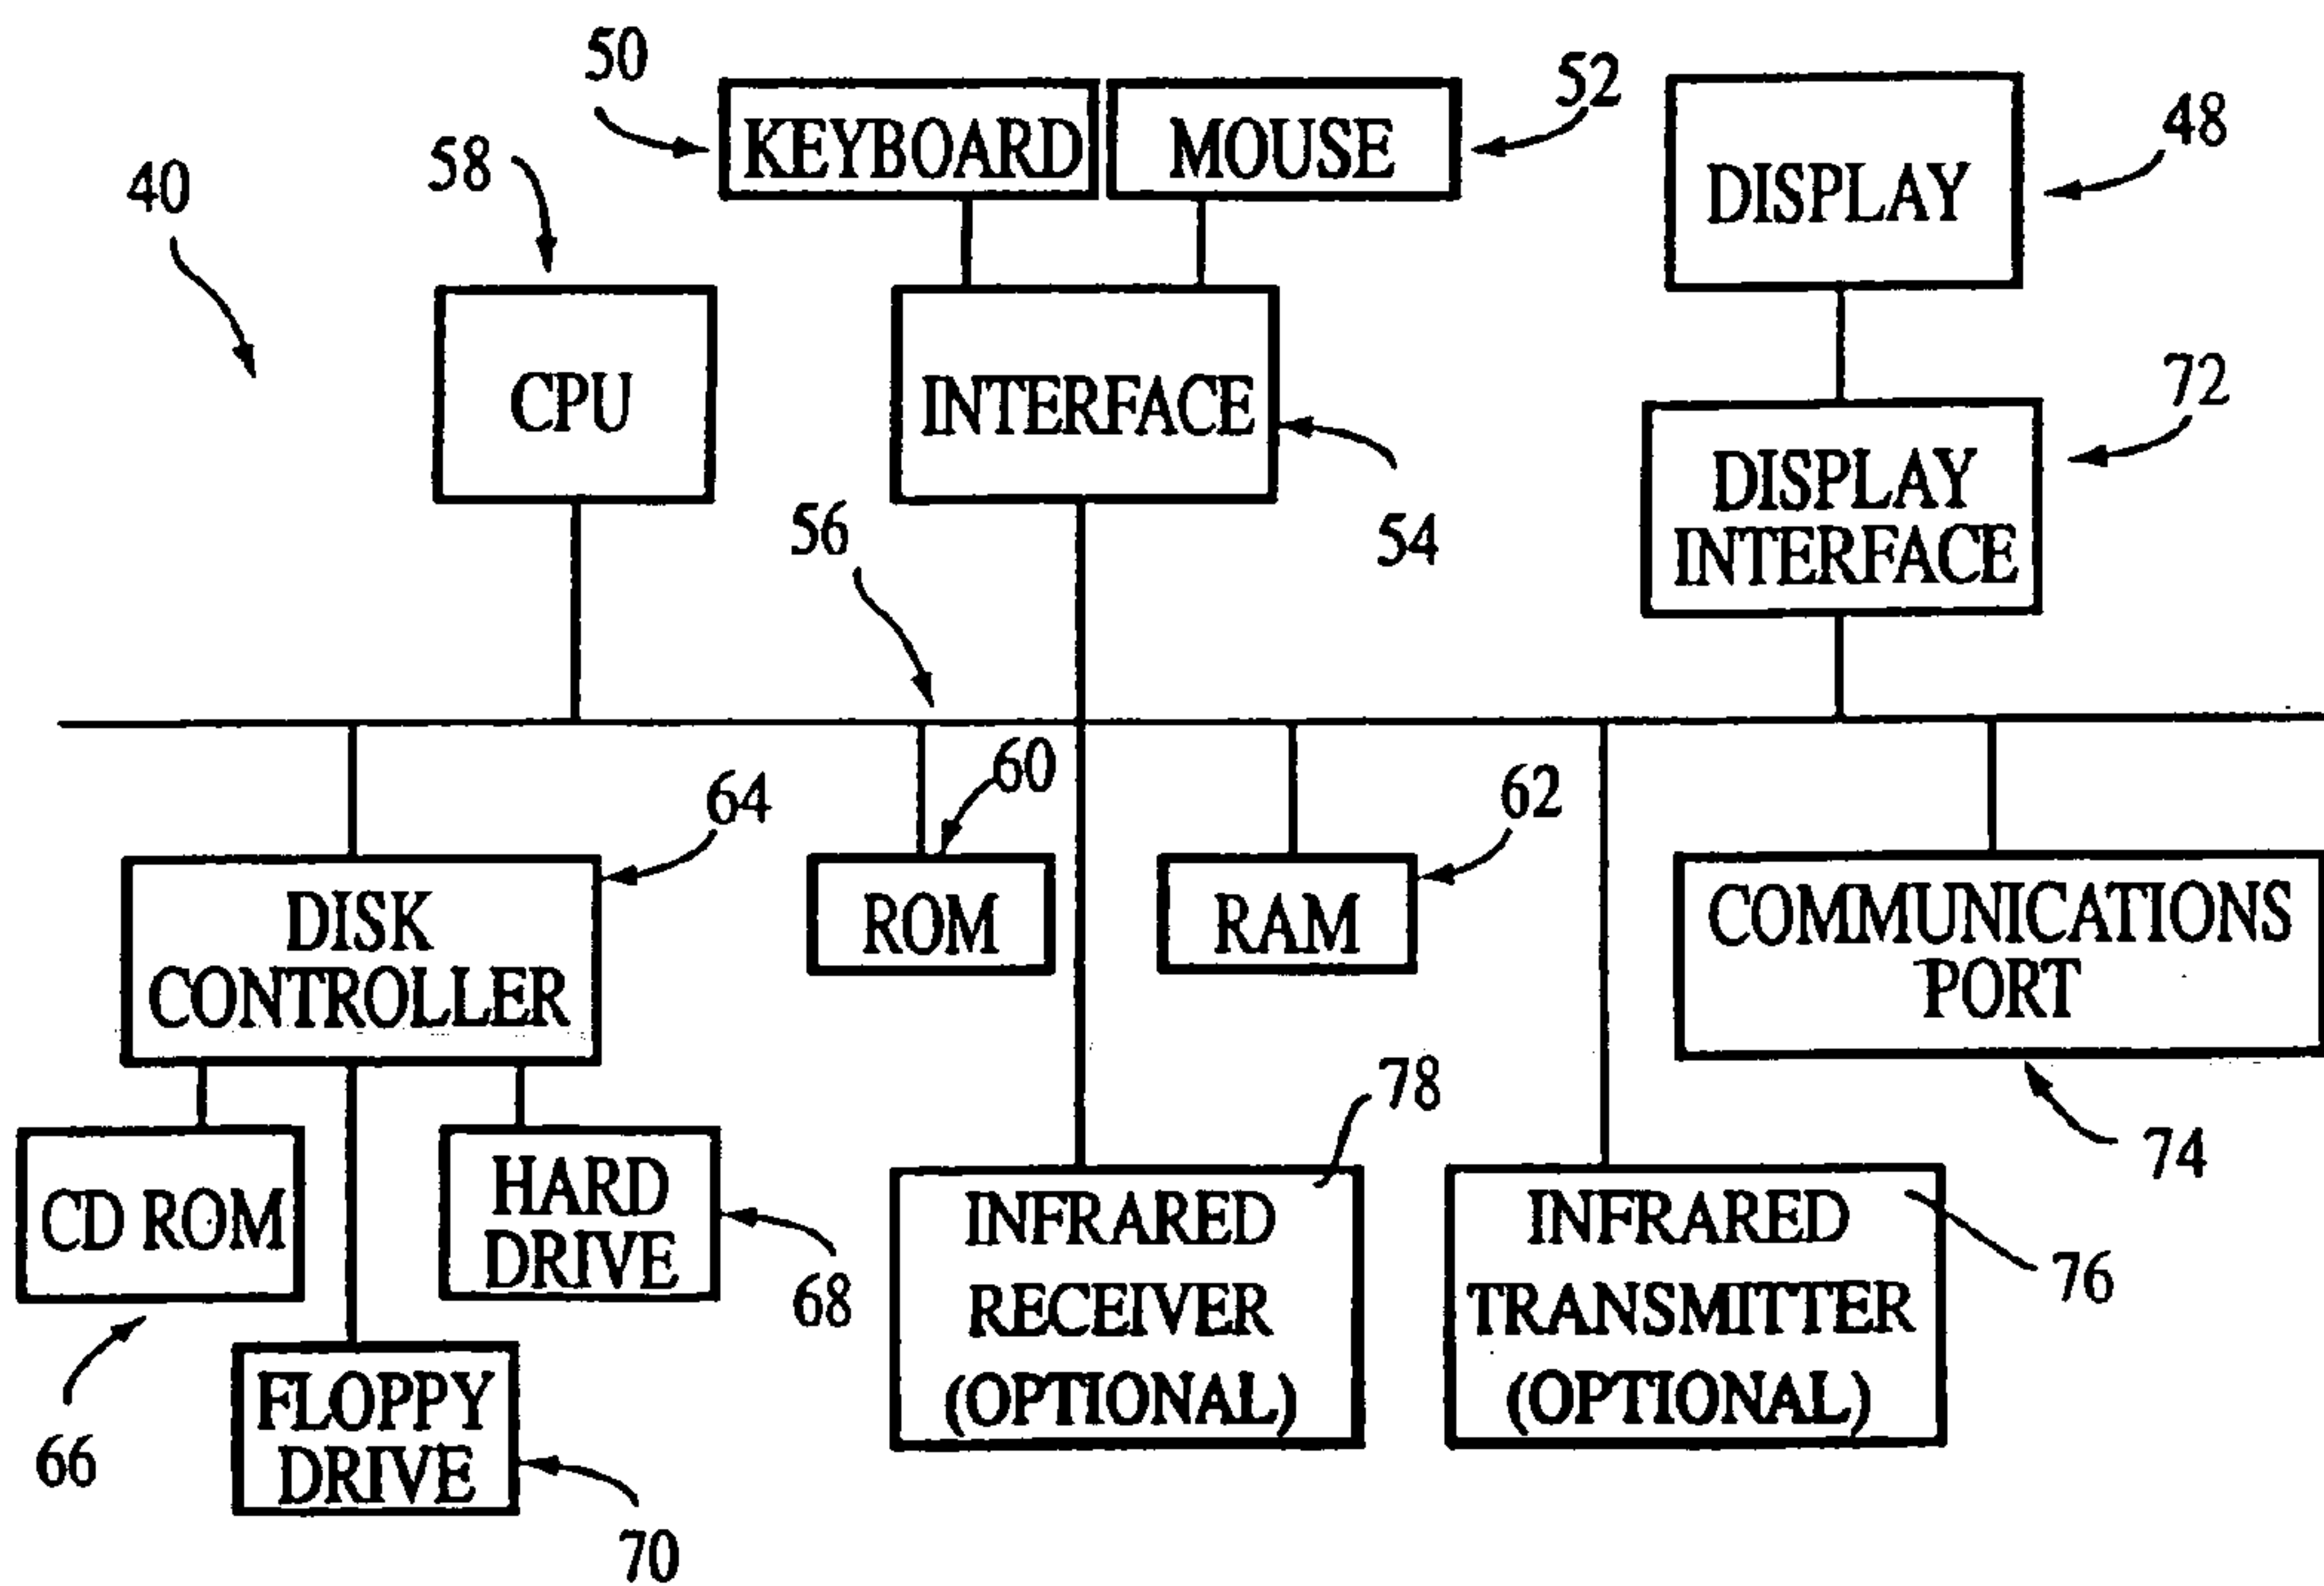 50
KEYBOARD
MOUSE
52
DISPLAY
48
58
40
CPU
INTERFACE
54
72
DISPLAY
INTERFACE
56
64
60
62
DISK
CONTROLLER
ROM
RAM
COMMUNICATIONS
PORT
74
78
CD ROM
66
HARD
DRIVE
68
FLOPPY
DRIVE
70
INFRARED
RECEIVER
(OPTIONAL)
INFRARED
TRANSMITTER
(OPTIONAL)
76